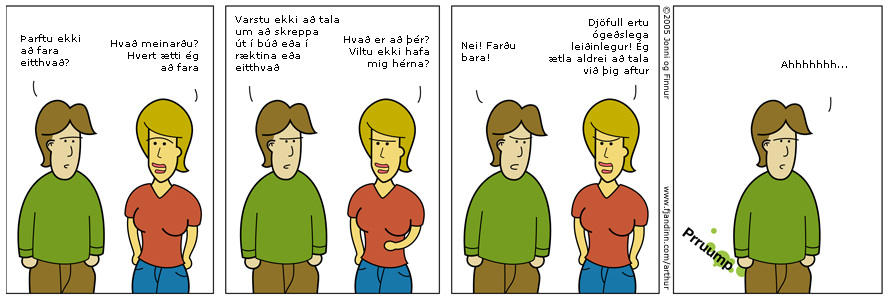 Þarftu ekki
að fara
eitthvað?
Hvað meinarðu?
Hvert ætti ég
að fara
Varstu ekki að tala
um að skreppa
út í búð eða í
ræktina eða
eitthvað
Hvað er að þér?
Viltu ekki hafa
mig hérna?
Nei! Farðu
bara!
Djöfull ertu
ógeðslega
leiðinlegur! Ég
ætla aldrei að tala
við þig aftur
©2005 Jonni og Finnur
www.fjandinn.com/arthur
Ahhhhhhh...
Prruump